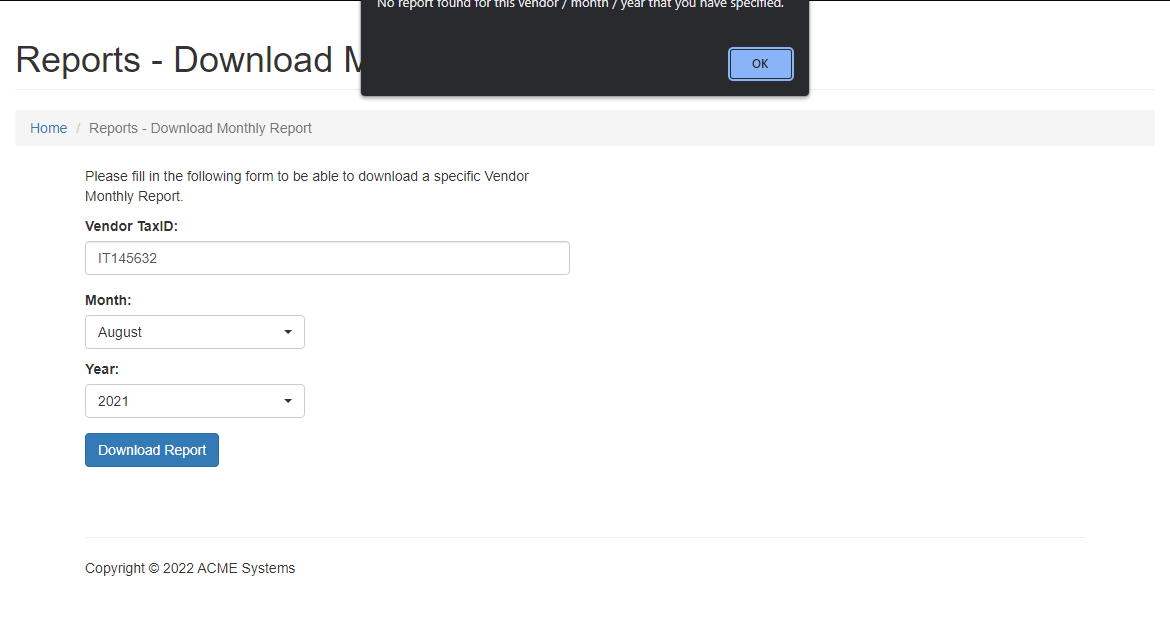 No report found for this vendor / month / year that you have specified.
OK
Reports - Download
Home / Reports - Download Monthly Report
Please fill in the following form to be able to download a specific Vendor
Monthly Report.
Vendor TaxID:
IT145632
Month:
August
Year:
2021
Download Report
Copyright © 2022 ACME Systems